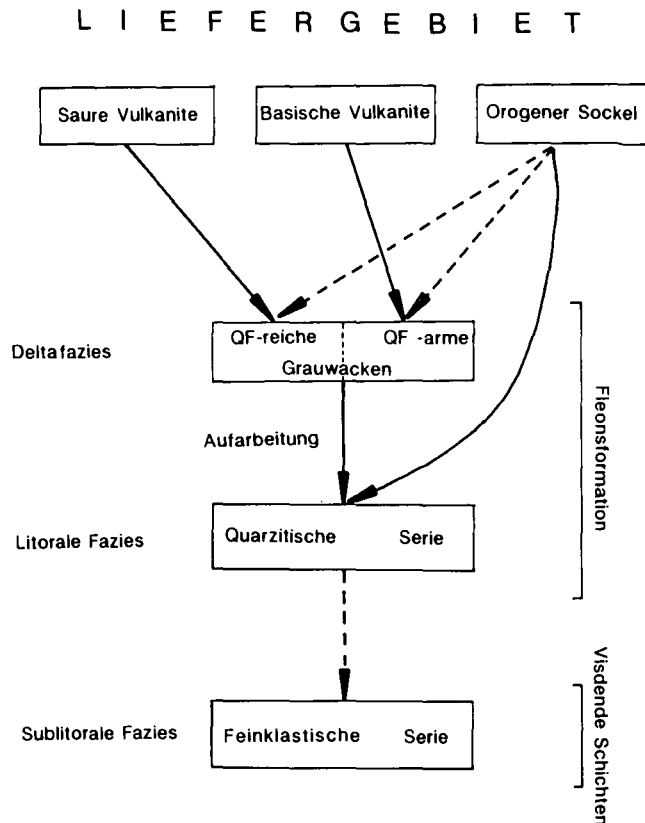 LIEFERGEBIET
Saure Vulkanite
Basische Vulkanite
Orogener Sockel
Deltafazies
QF-reiche QF -arme
Grauwacken
Aufarbeitung
Litorale Fazies
Quarzitische Serie
Fleonsformation
Sublitorale Fazies
Feinklastische Serie
Visdende Schichten